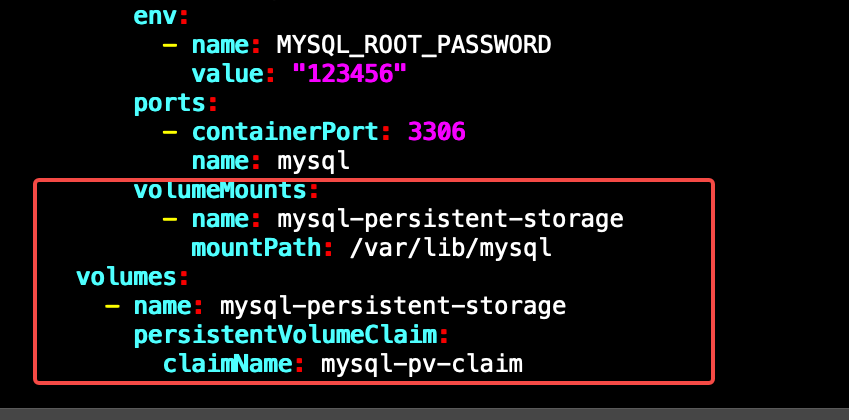 env:
- name: MYSQL_ROOT_PASSWORD
value: "123456"
ports:
- containerPort: 3306
name: mysql
volumeMounts:
- name: mysql-persistent-storage
mountPath: /var/lib/mysql
volumes:
- name: mysql-persistent-storage
persistentVolumeClaim:
claimName: mysql-pv-claim